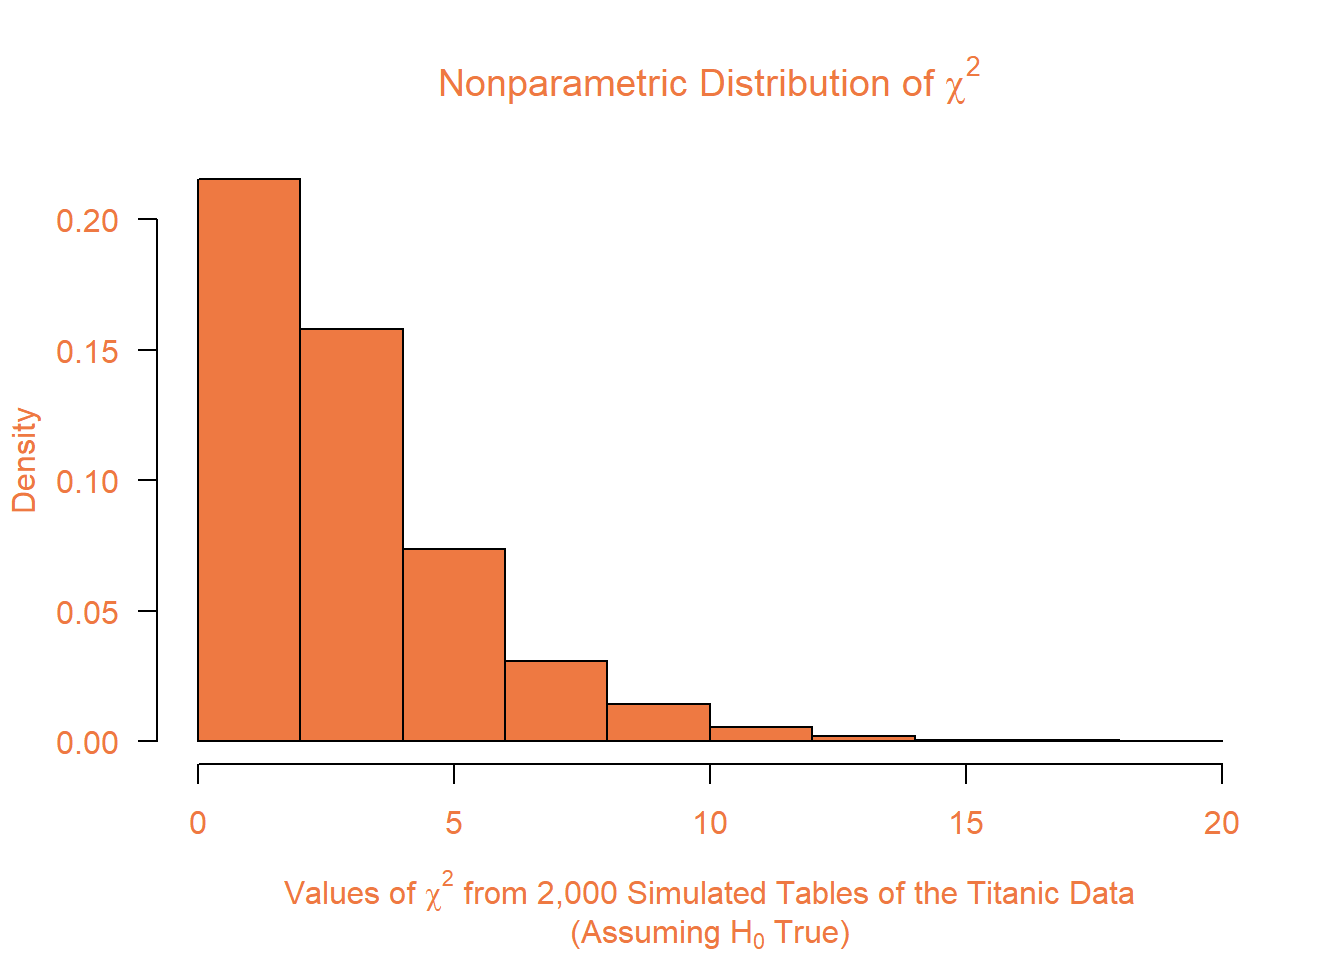 Nonparametric Distribution of χ²
Density
0.20
0.15
0.10
0.05
0.00
0 5 10 15 20
Values of χ² from 2,000 Simulated Tables of the Titanic Data
(Assuming H₀ True)